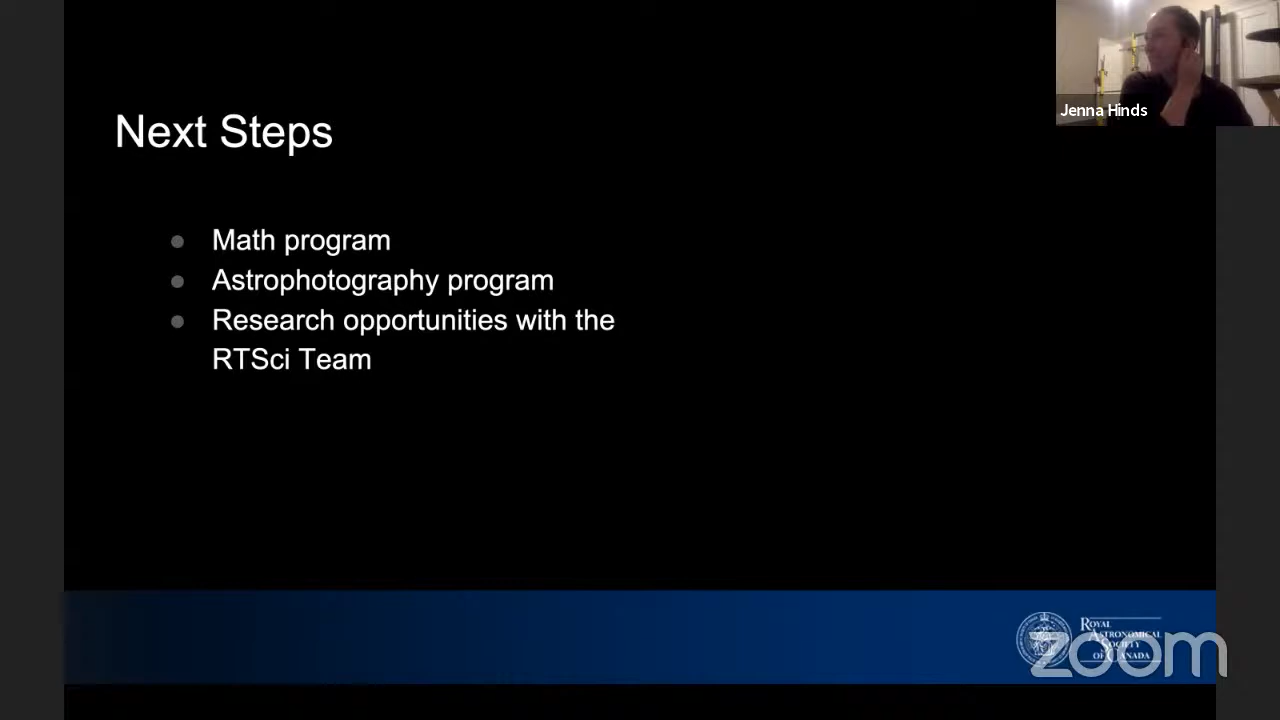 Jenna Hinds
Next Steps
Math program
Astrophotography program
Research opportunities with the
RTSci Team
ROYAL
ASTRONOMICAL
SOCIETY
OF CANADA
zoom